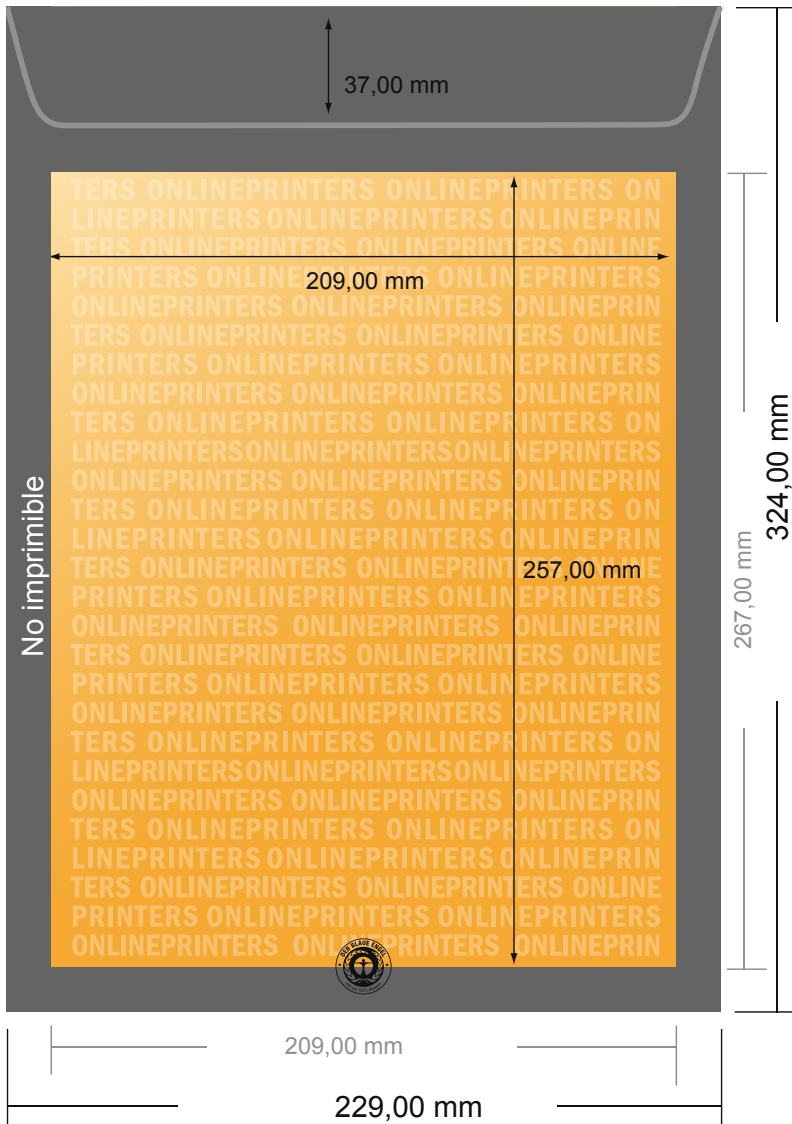 37,00 mm
TERS ONLINEPRINTERS ONLINEPRINTERS ON
LINEPRINTERS ONLINEPRINTERS ONLINEPRIN
TERS ONLINEPRINTERS ONLINEPRINTERS ONLINE
PRINTERS ONLINEPRINTERS ONLINEPRINTERS
209,00 mm
ONLINEPRINTERS ONLINEPRINTERS ONLINEPRIN
TERS ONLINEPRINTERS ONLINEPRINTERS ONLINE
PRINTERS ONLINEPRINTERS ONLINEPRINTERS
ONLINEPRINTERS ONLINEPRINTERS ONLINEPRIN
TERS ONLINEPRINTERS ONLINEPRINTERS ON
LINEPRINTERSONLINEPRINTERSONLINEPRINTERS
ONLINEPRINTERS ONLINEPRINTERS ONLINEPRIN
TERS ONLINEPRINTERS ONLINEPRINTERS ON
LINEPRINTERS ONLINEPRINTERS ONLINEPRIN
TERS ONLINEPRINTERS ONLINEPRINTERS ONLINE
257,00 mm
PRINTERS ONLINEPRINTERS ONLINEPRINTERS
ONLINEPRINTERS ONLINEPRINTERS ONLINEPRIN
TERS ONLINEPRINTERS ONLINEPRINTERS ONLINE
PRINTERS ONLINEPRINTERS ONLINEPRINTERS
ONLINEPRINTERS ONLINEPRINTERS ONLINEPRIN
TERS ONLINEPRINTERS ONLINEPRINTERS ON
LINEPRINTERSONLINEPRINTERSONLINEPRINTERS
ONLINEPRINTERS ONLINEPRINTERS ONLINEPRIN
TERS ONLINEPRINTERS ONLINEPRINTERS ON
LINEPRINTERS ONLINEPRINTERS ONLINEPRIN
TERS ONLINEPRINTERS ONLINEPRINTERS ONLINE
PRINTERS ONLINEPRINTERS ONLINEPRINTERS
ONLINEPRINTERS ONLINEPRINTERS ONLINEPRIN
DER BLAUE ENGEL
No imprimible
267,00 mm
324,00 mm
209,00 mm
229,00 mm